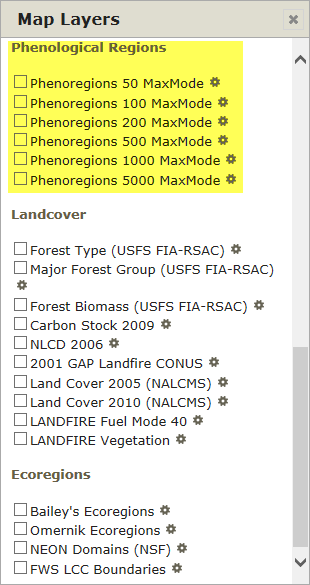 Map Layers
Phenological Regions
Phenoregions 50 MaxMode
Phenoregions 100 MaxMode
Phenoregions 200 MaxMode
Phenoregions 500 MaxMode
Phenoregions 1000 MaxMode
Phenoregions 5000 MaxMode
Landcover
Forest Type (USFS FIA-RSAC)
Major Forest Group (USFS FIA-RSAC)
Forest Biomass (USFS FIA-RSAC)
Carbon Stock 2009
NLCD 2006
2001 GAP Landfire CONUS
Land Cover 2005 (NALCMS)
Land Cover 2010 (NALCMS)
LANDFIRE Fuel Mode 40
LANDFIRE Vegetation
Ecoregions
Bailey's Ecoregions
Omernik Ecoregions
NEON Domains (NSF)
FWS LCC Boundaries